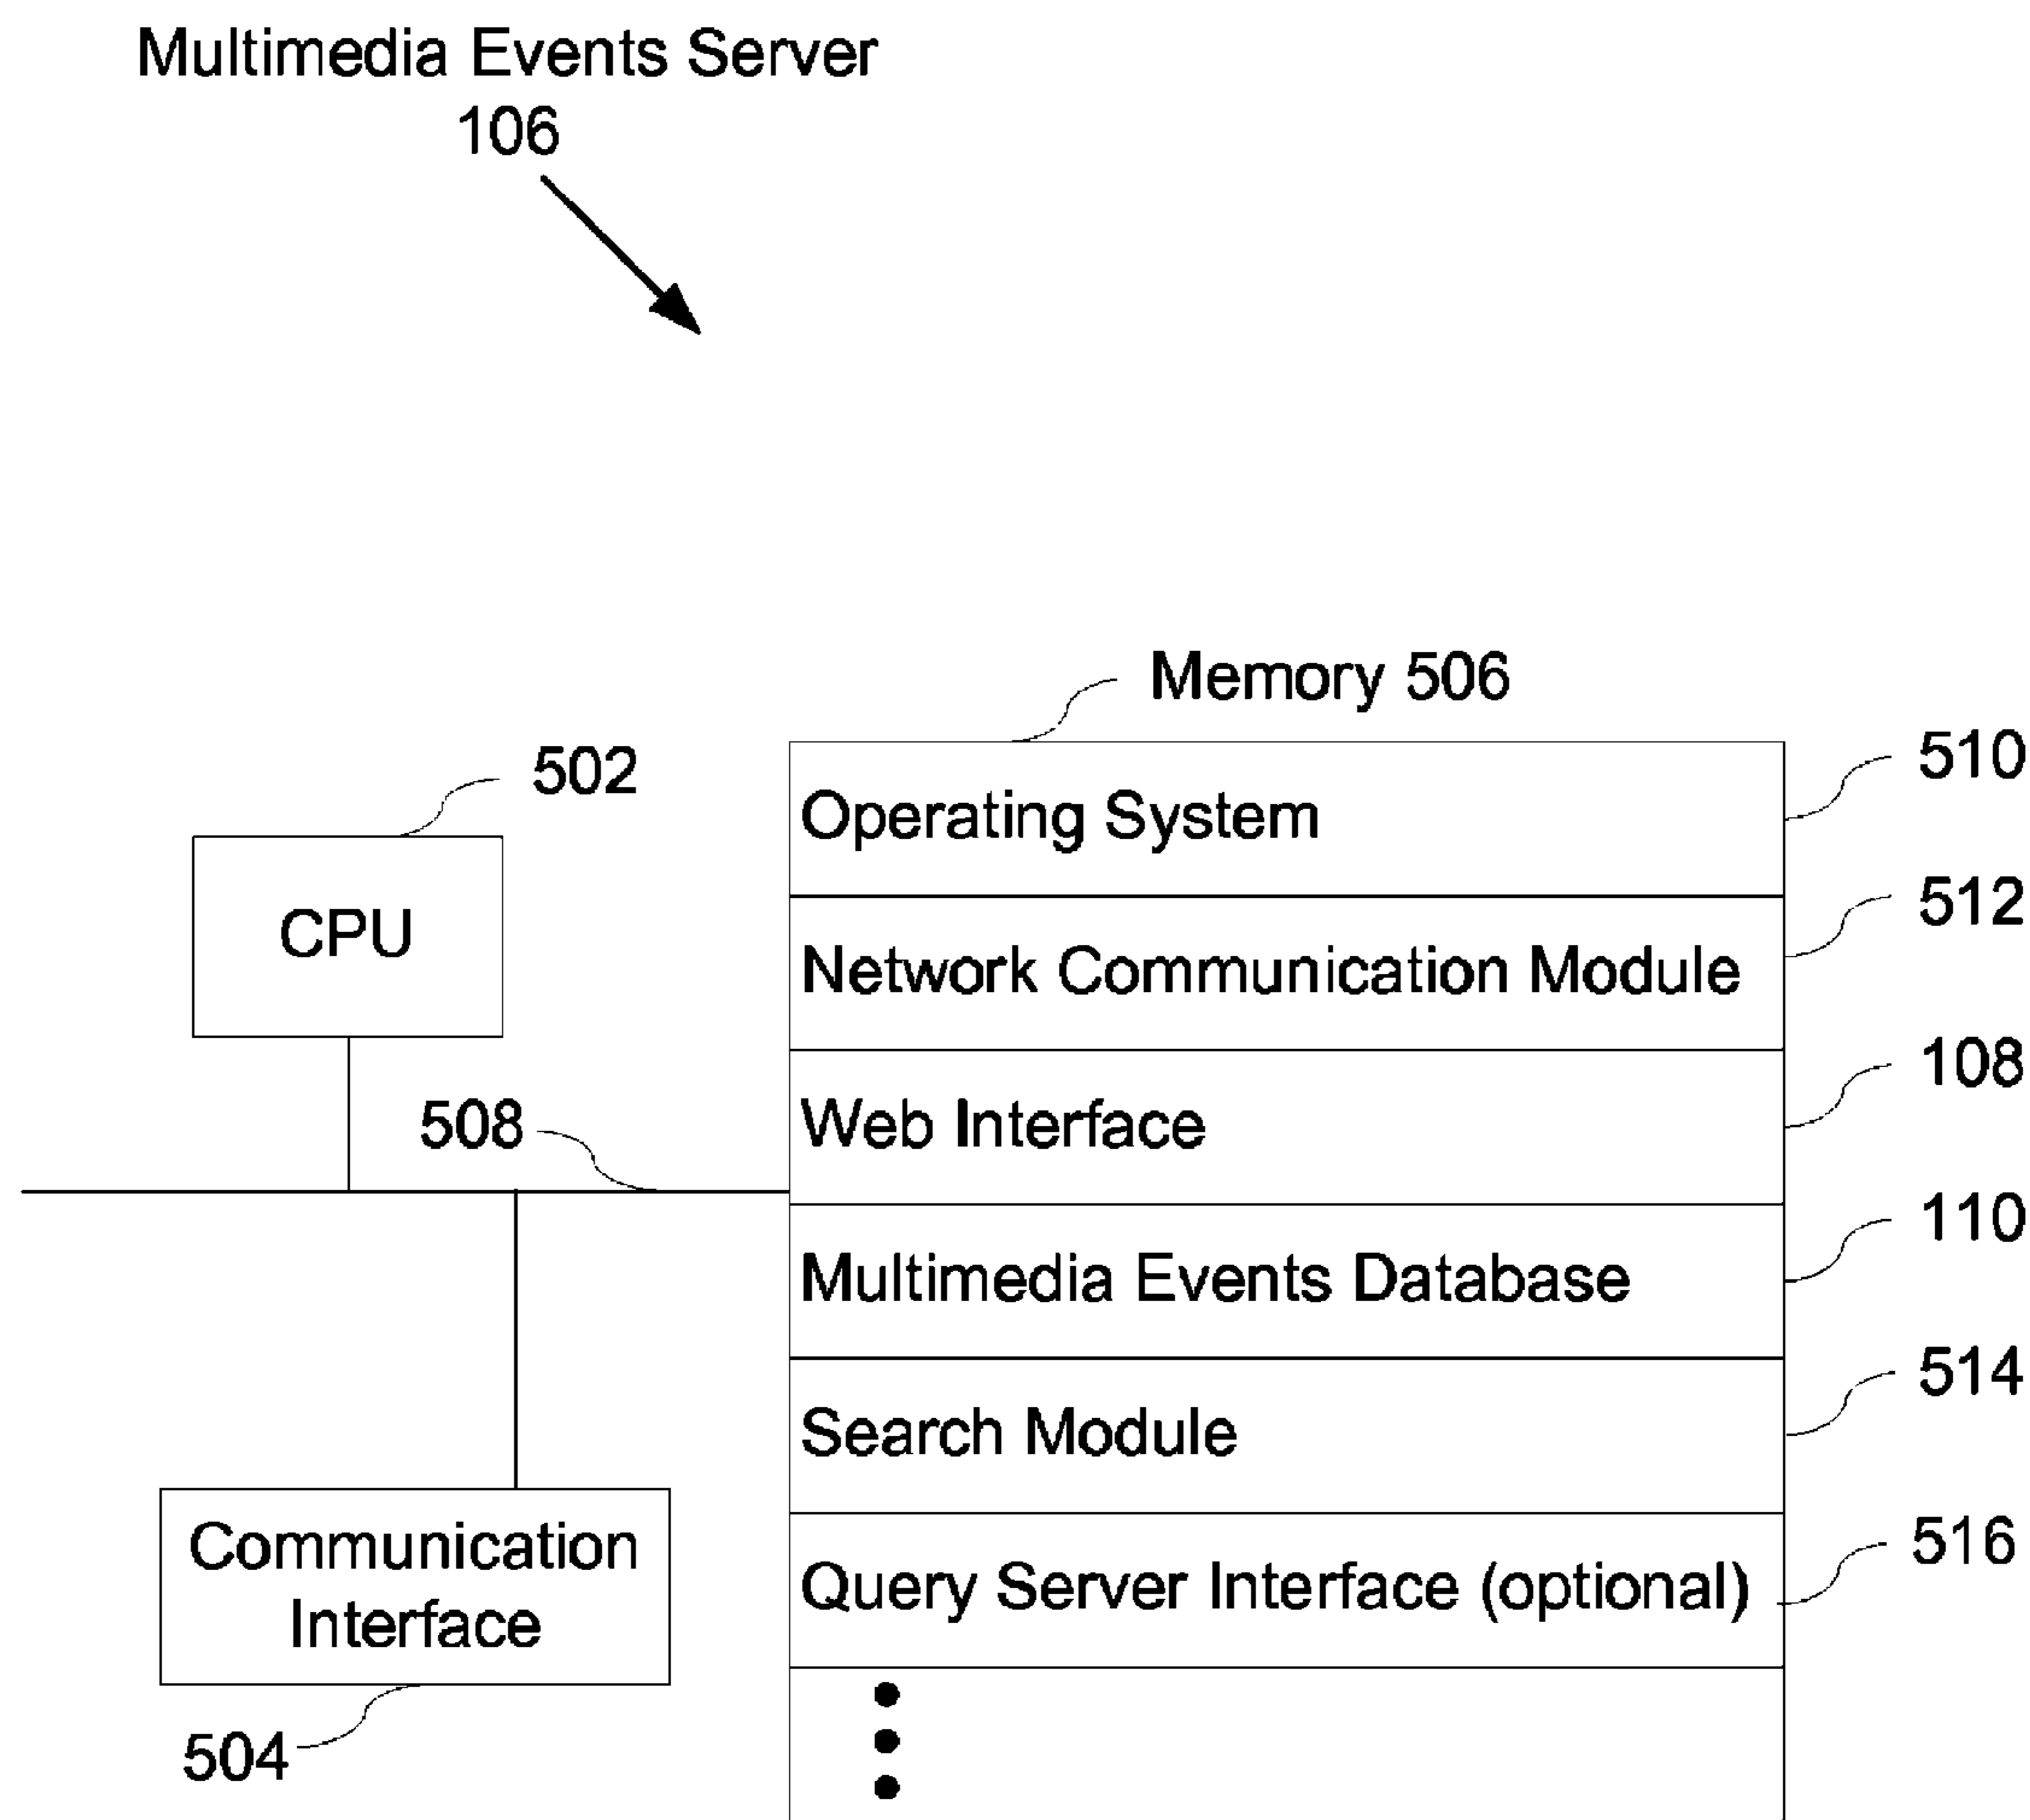 Multimedia Events Server
106
Memory 506
510
502
Operating System
512
CPU
Network Communication Module
108
508
Web Interface
110
Multimedia Events Database
514
Search Module
516
Communication
Interface
Query Server Interface (optional)
504